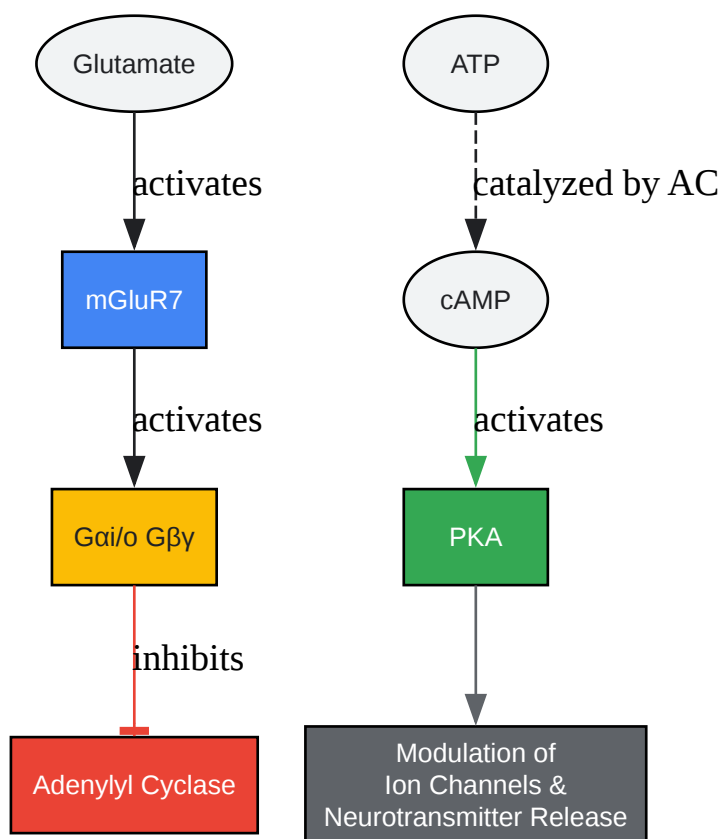 Glutamate
activates
mGluR7
activates
Gαi/o Gβγ
inhibits
Adenylyl Cyclase
ATP
catalyzed by AC
cAMP
activates
PKA
Modulation of
Ion Channels &
Neurotransmitter Release